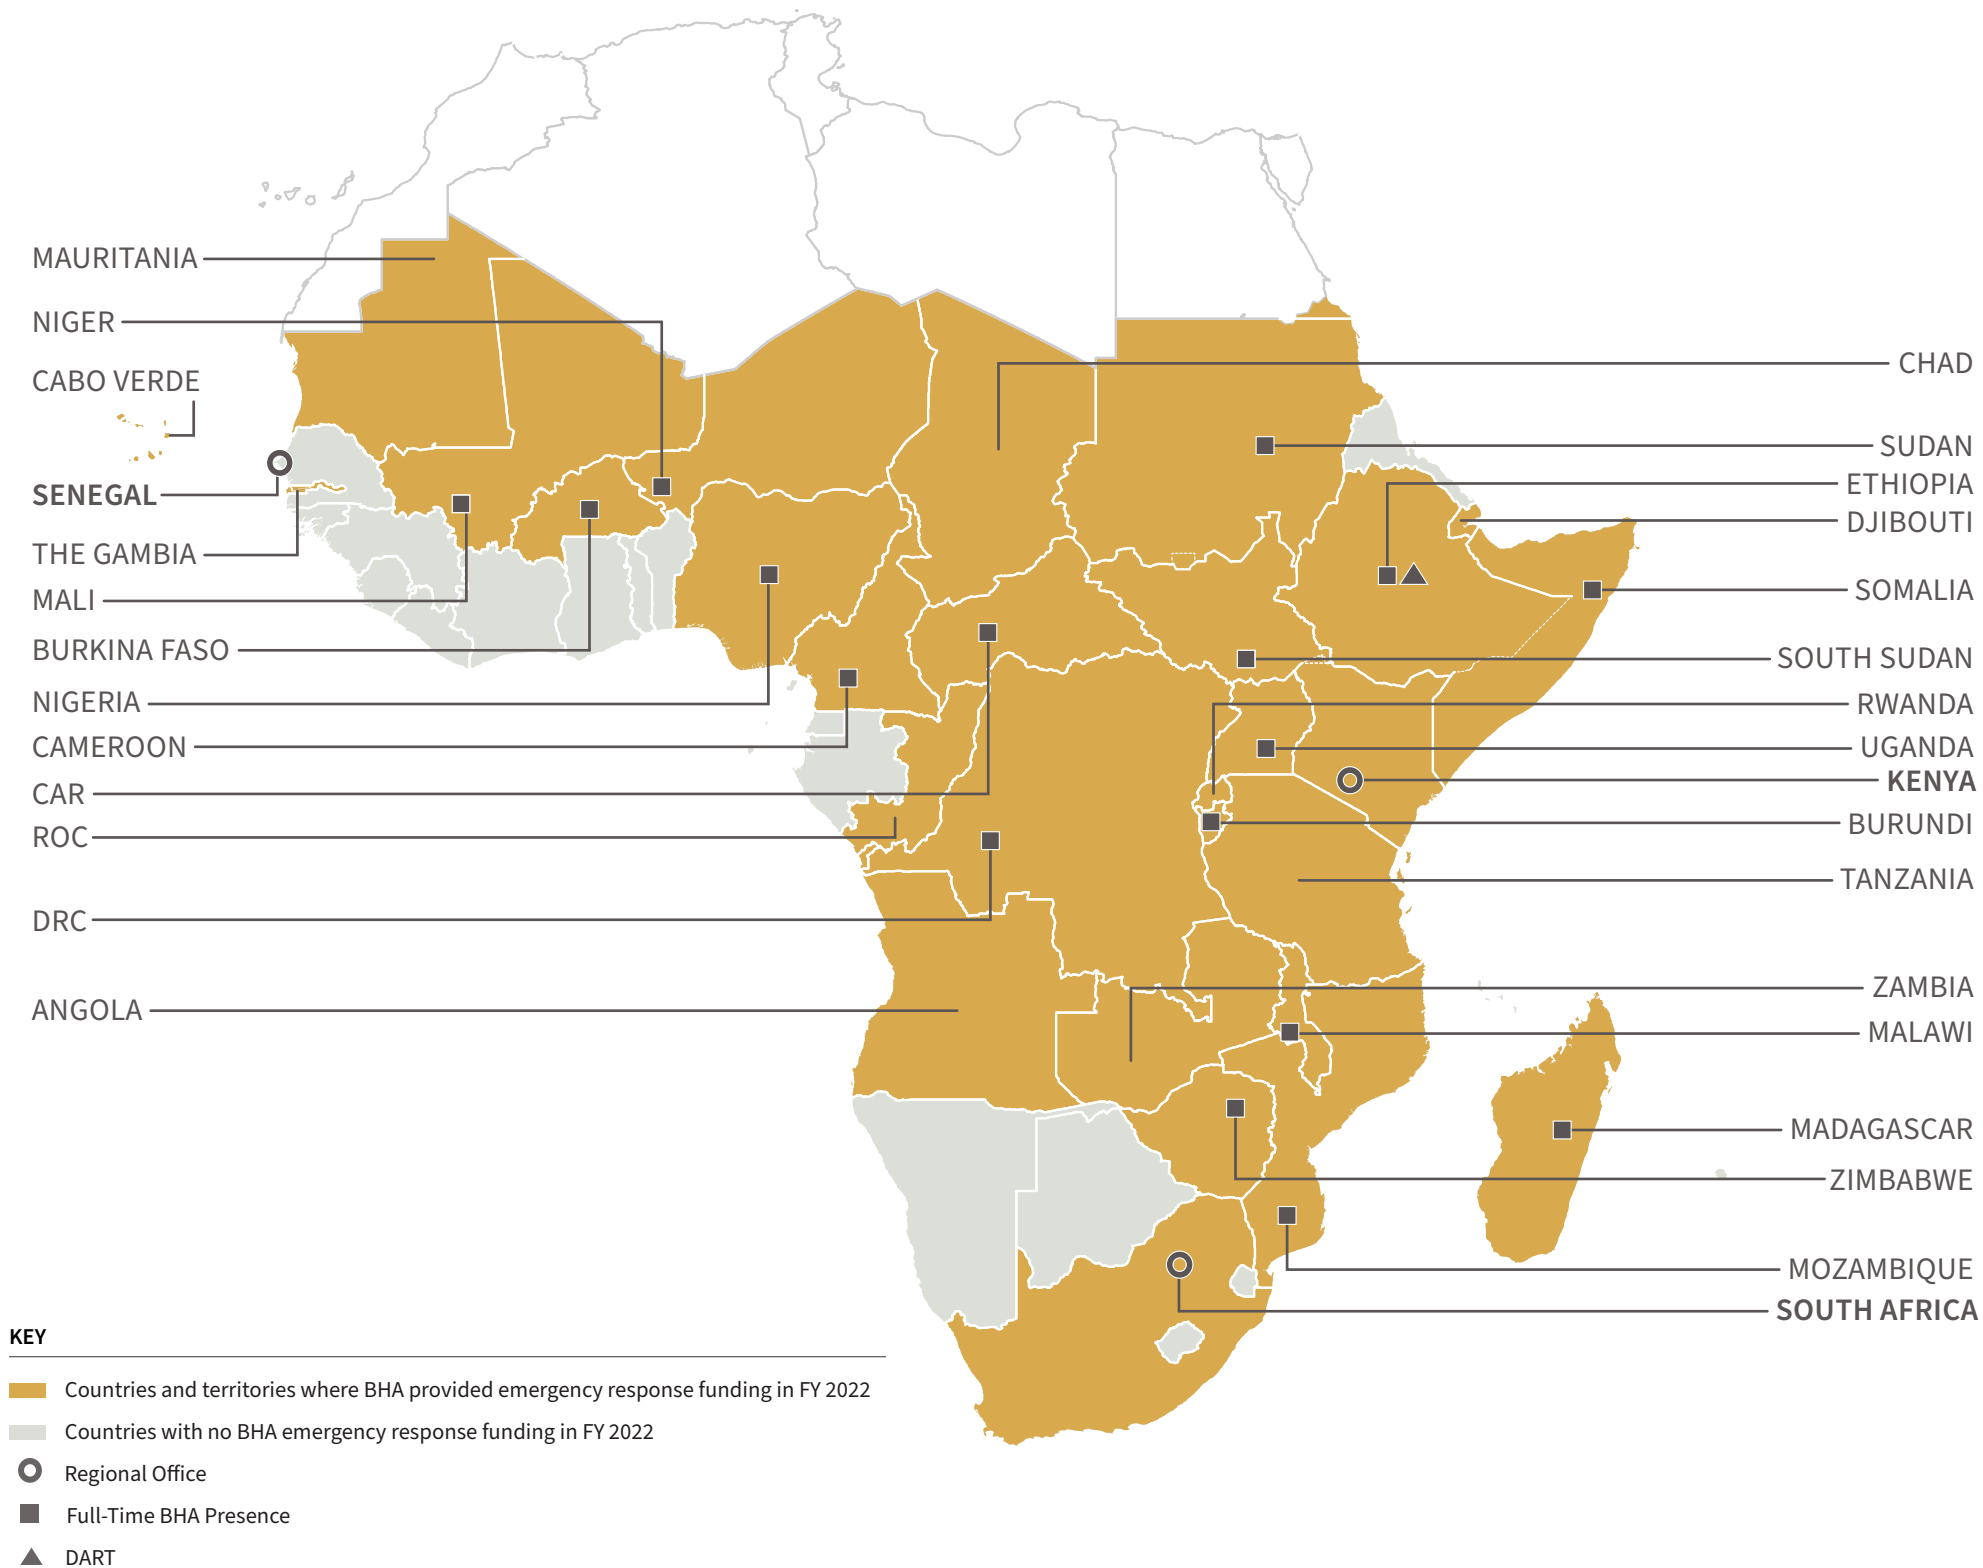 MAURITANIA
NIGER
CABO VERDE
SENEGAL
THE GAMBIA
MALI
BURKINA FASO
NIGERIA
CAMEROON
CAR
ROC
DRC
ANGOLA
CHAD
SUDAN
ETHIOPIA
DJIBOUTI
SOMALIA
SOUTH SUDAN
RWANDA
UGANDA
KENYA
BURUNDI
TANZANIA
ZAMBIA
MALAWI
MADAGASCAR
ZIMBABWE
MOZAMBIQUE
SOUTH AFRICA
KEY
Countries and territories where BHA provided emergency response funding in FY 2022
Countries with no BHA emergency response funding in FY 2022
Regional Office
Full-Time BHA Presence
DART